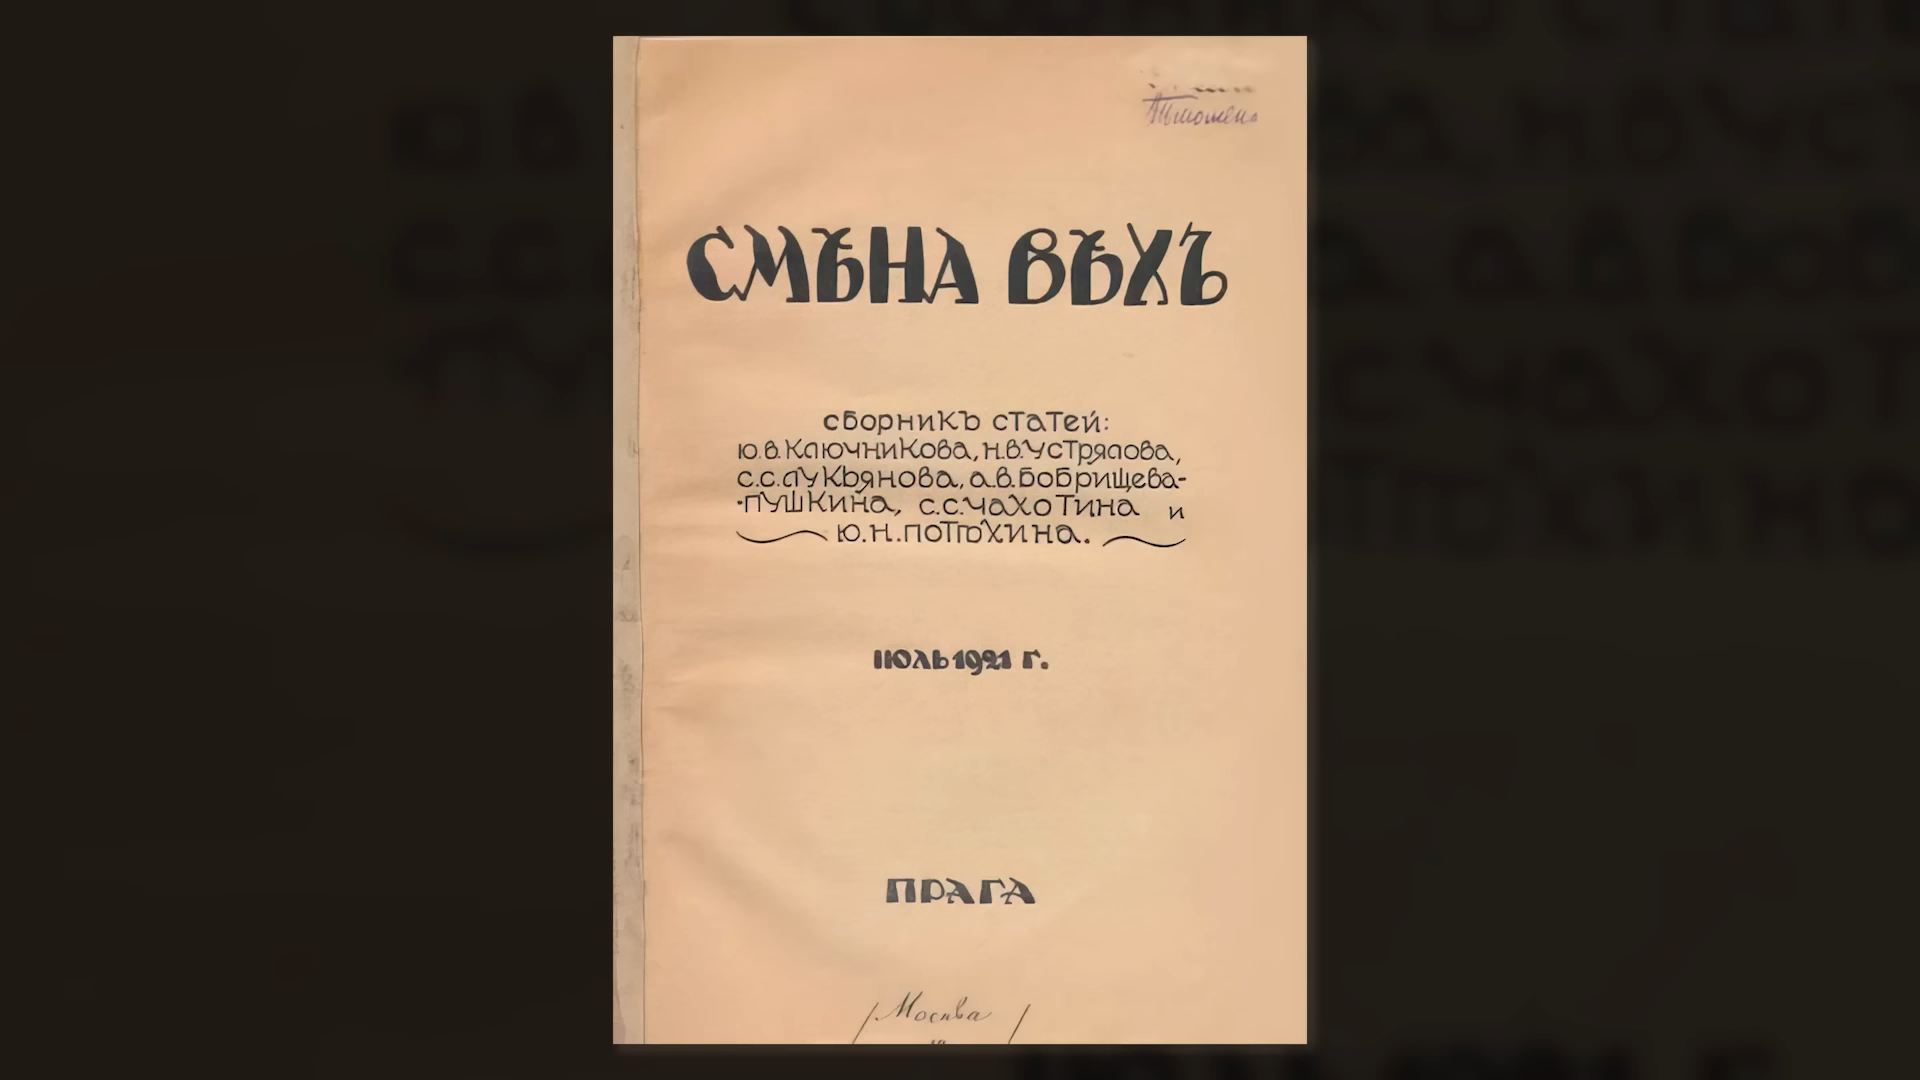 СМѢНА ВѢХЪ
сборникъ статей:
Ю.В.Ключникова, Н.В.Устрялова,
С.С.Лукьянова, А.В.Бобрищева-
-Пушкина, С.С.Чахотина и
Ю.Н.Потѣхина.
ІЮЛЬ 1921 Г.
ПРАГА
/Москва /